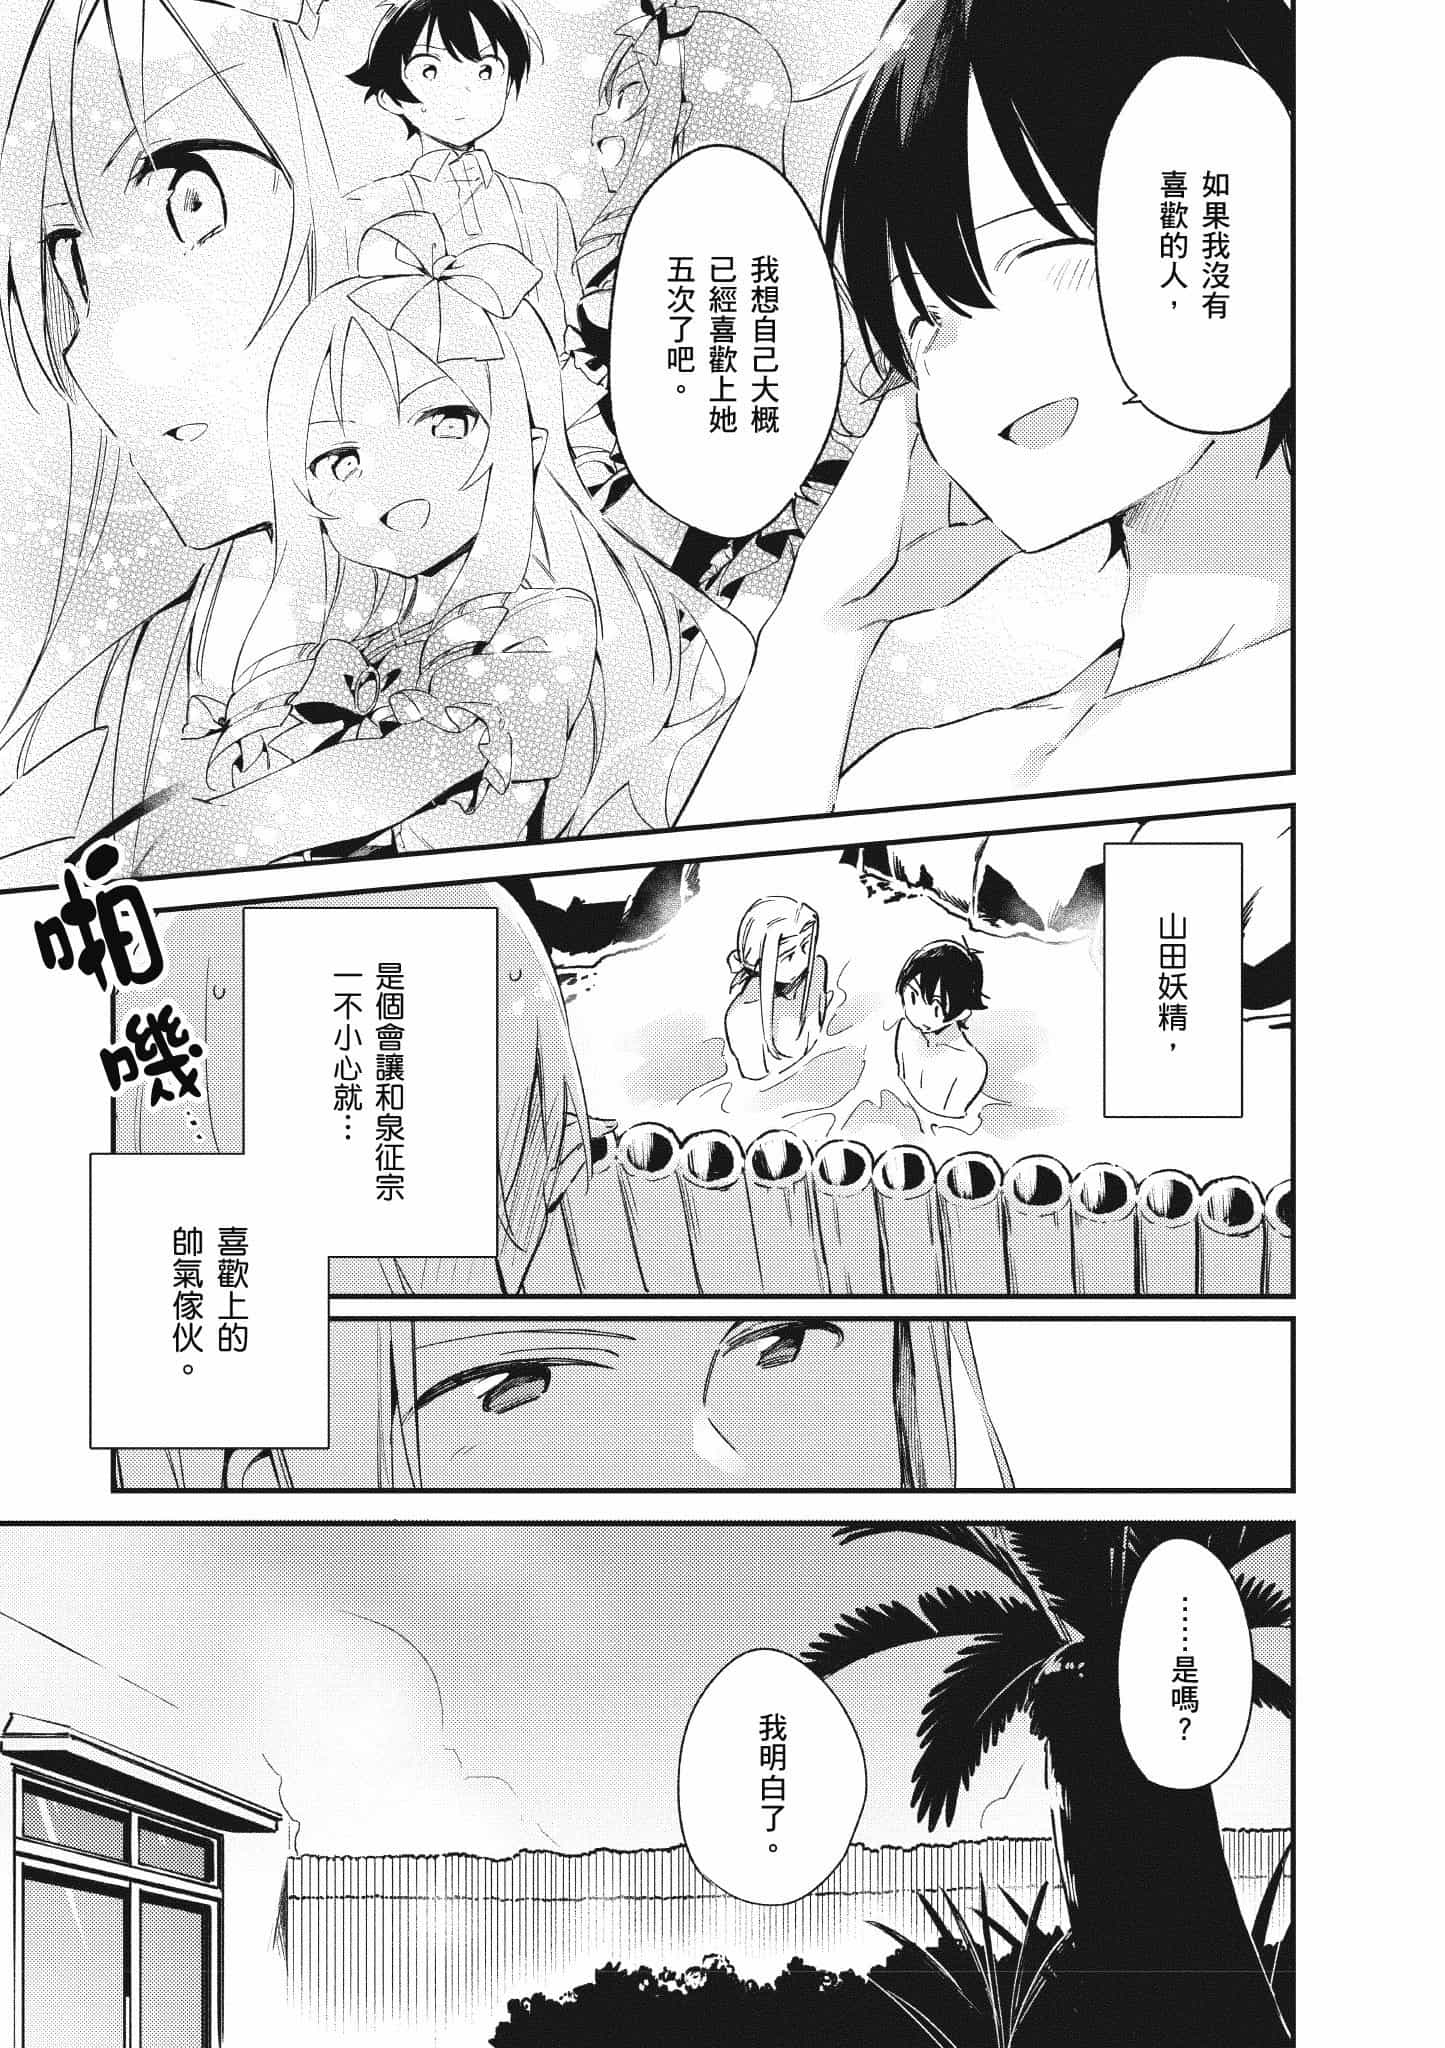 如果我沒有
喜歡的人，
我想自己大概
已經喜歡上她
五次了吧。
山田妖精，
是個會讓和泉征宗
一不小心就…
喜歡上的
帥氣傢伙。
啪
嘰…
……是嗎？
我明白了。